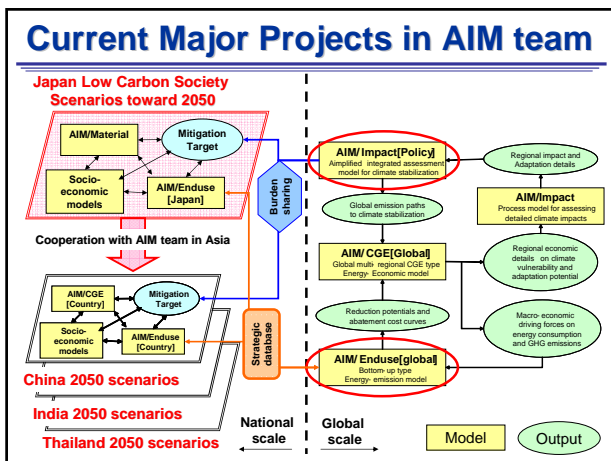 Current Major Projects in AIM team
Japan Low Carbon Society
Scenarios toward 2050
AIM/Material
Mitigation
Target
Socio-
economic
models
AIM/Enduse
[Japan]
Cooperation with AIM team in Asia
AIM/CGE
[Country]
Mitigation
Target
Socio-economic
models
AIM/Enduse
[Country]
China 2050 scenarios
India 2050 scenarios
Thailand 2050 scenarios
Burden
sharing
Strategic
database
National
scale
Global
scale
AIM/ Impact[Policy]
Aimplified integrated assessment
model for climate stabilization
Global emission paths
to climate stabilization
AIM/ CGE[Global]
Global multi- regional CGE type
Energy- Economic model
Reduction potentials and
abatement cost curves
AIM/ Enduse[global]
Bottom- up type
Energy- emission model
Regional impact and
Adaptation details
AIM/Impact
Process model for assessing
detailed climate impacts
Regional economic
details on climate
vulnerability and
adaptation potential
Macro- economic
driving forces on
energy consumption
and GHG emissions
Model
Output